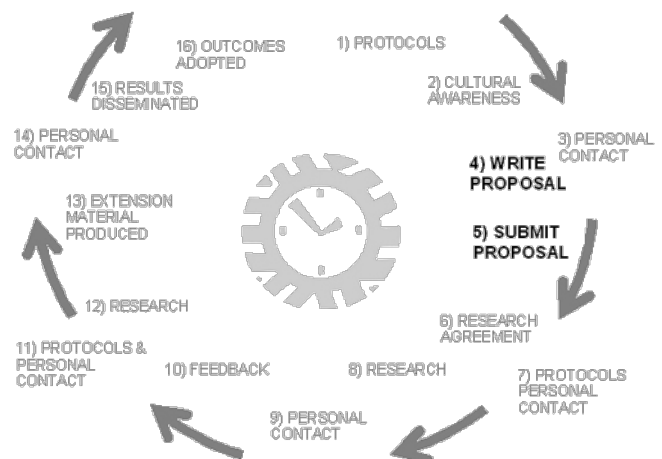 1) PROTOCOLS
2) CULTURAL
AWARENESS
3) PERSONAL
CONTACT
4) WRITE
PROPOSAL
5) SUBMIT
PROPOSAL
6) RESEARCH
AGREEMENT
7) PROTOCOLS
PERSONAL
CONTACT
8) RESEARCH
9) PERSONAL
CONTACT
10) FEEDBACK
11) PROTOCOLS &
PERSONAL
CONTACT
12) RESEARCH
13) EXTENSION
MATERIAL
PRODUCED
14) PERSONAL
CONTACT
15) RESULTS
DISSEMINATED
16) OUTCOMES
ADOPTED